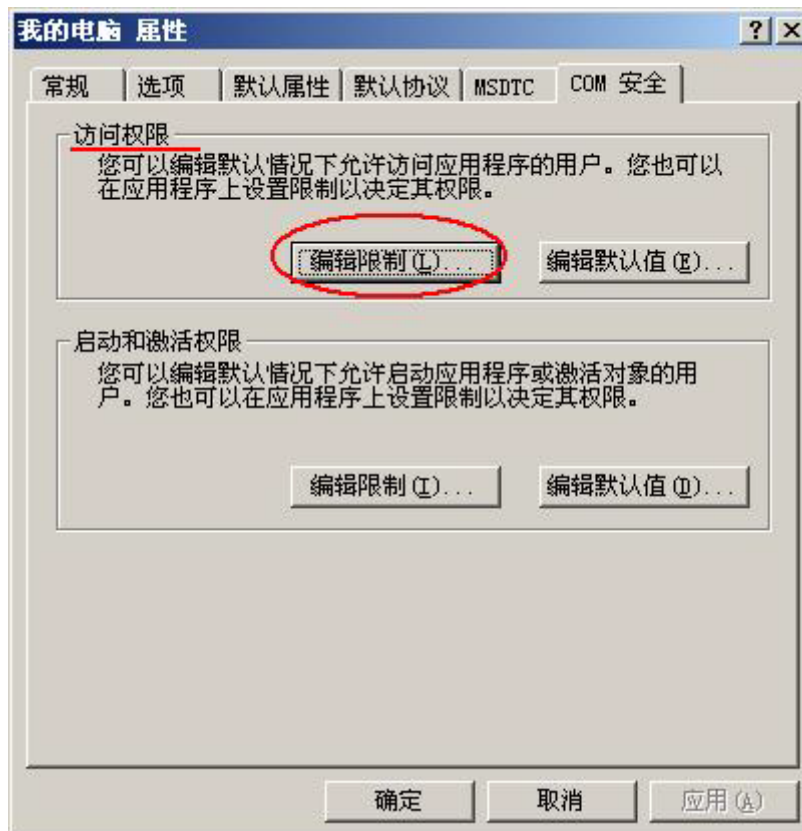 我的电脑 属性
常规 选项 默认属性 默认协议 MSDTC COM 安全
访问权限
您可以编辑默认情况下允许访问应用程序的用户。您也可以
在应用程序上设置限制以决定其权限。
编辑限制(L)... 编辑默认值(E)...
启动和激活权限
您可以编辑默认情况下允许启动应用程序或激活对象的用
户。您也可以在应用程序上设置限制以决定其权限。
编辑限制(I)... 编辑默认值(D)...
确定 取消 应用(A)